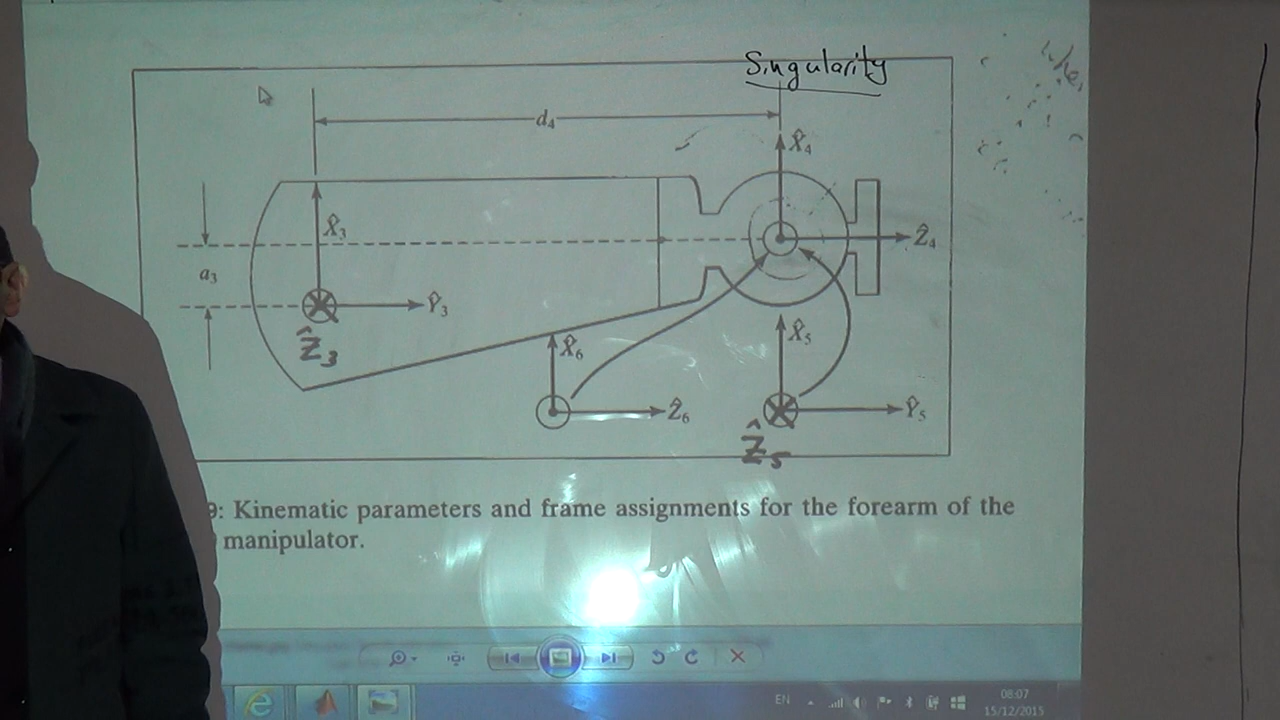 Singularity
d₄
X̂₄
X̂₃
Ẑ₄
a₃
Ŷ₃
Ẑ₃
X̂₆
X̂₅
Ẑ₆
Ŷ₅
Ẑ₅
9: Kinematic parameters and frame assignments for the forearm of the
manipulator.
EN
08:07
15/12/2015